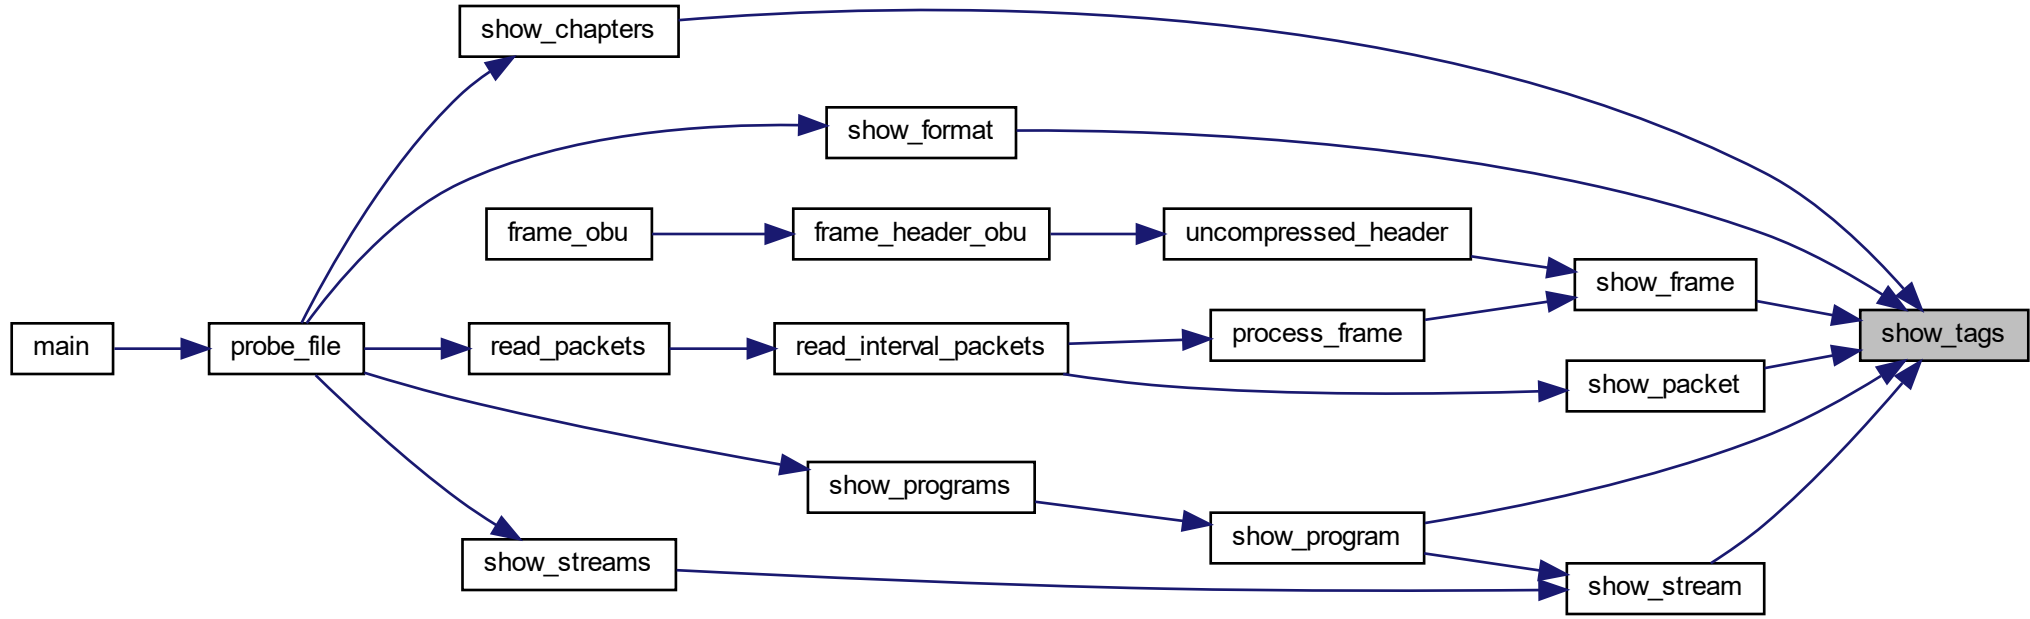 show_chapters
show_format
frame_obu
frame_header_obu
uncompressed_header
show_frame
main
probe_file
read_packets
read_interval_packets
process_frame
show_tags
show_packet
show_programs
show_program
show_streams
show_stream